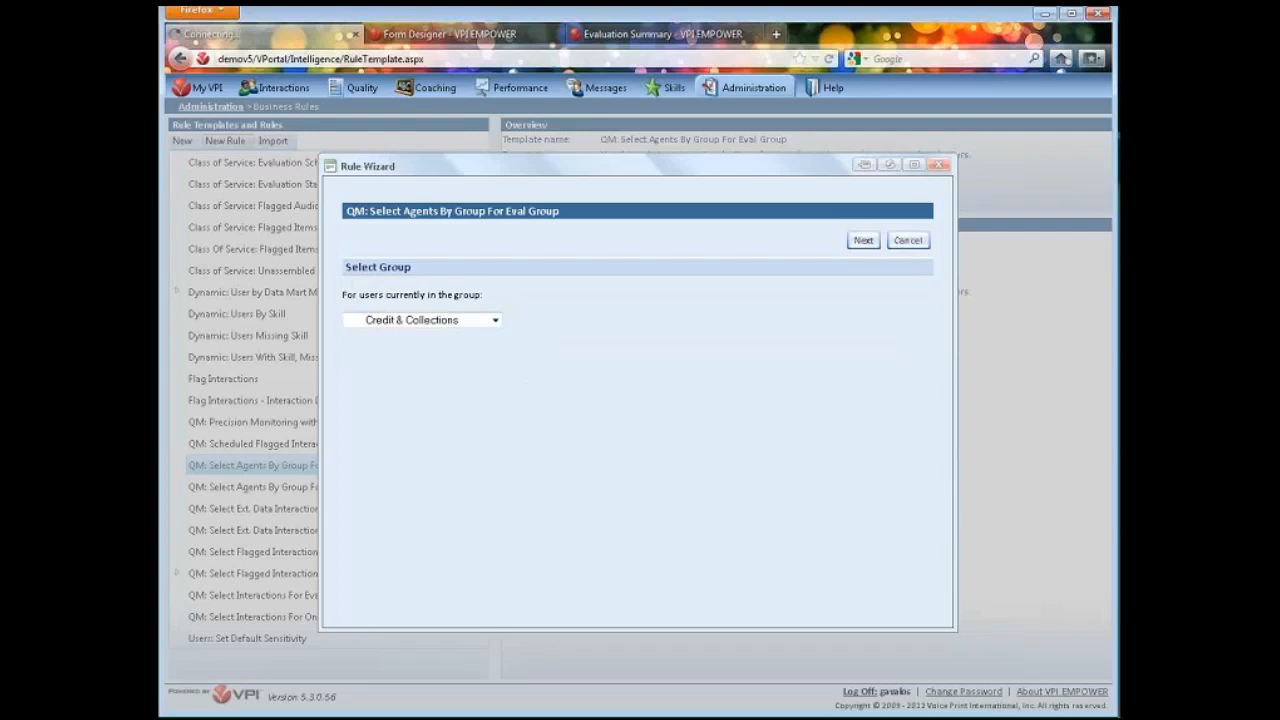 Firefox
Connecting...
Form Designer - VPI EMPOWER
Evaluation Summary - VPI EMPOWER
demov5/VPortal/Intelligence/RuleTemplate.aspx
Google
My VPI
Interactions
Quality
Coaching
Performance
Messages
Skills
Administration
Help
Administration > Business Rules
Rule Templates and Rules
Overview
New
New Rule
Import
Template name:
QM: Select Agents By Group For Eval Group
Rule Wizard
QM: Select Agents By Group For Eval Group
Next
Cancel
Select Group
For users currently in the group:
Credit & Collections
Class of Service: Evaluation Sch
Class of Service: Evaluation Sta
Class of Service: Flagged Audio
Class of Service: Flagged Items
Class Of Service: Flagged Items
Class of Service: Unassembled
Dynamic: User by Data Mart M
Dynamic: Users By Skill
Dynamic: Users Missing Skill
Dynamic: Users With Skill, Miss
Flag Interactions
Flag Interactions - Interaction
QM: Precision Monitoring with
QM: Scheduled Flagged Intera
QM: Select Agents By Group F
QM: Select Agents By Group F
QM: Select Ext. Data Interactio
QM: Select Ext. Data Interactio
QM: Select Flagged Interaction
QM: Select Flagged Interaction
QM: Select Interactions For Eva
QM: Select Interactions For On
Users: Set Default Sensitivity
POWERED BY VPI Version 5.3.0.56
Log Off: gavalos | Change Password | About VPI EMPOWER
Copyright © 2009 - 2012 Voice Print International, Inc. All rights reserved.